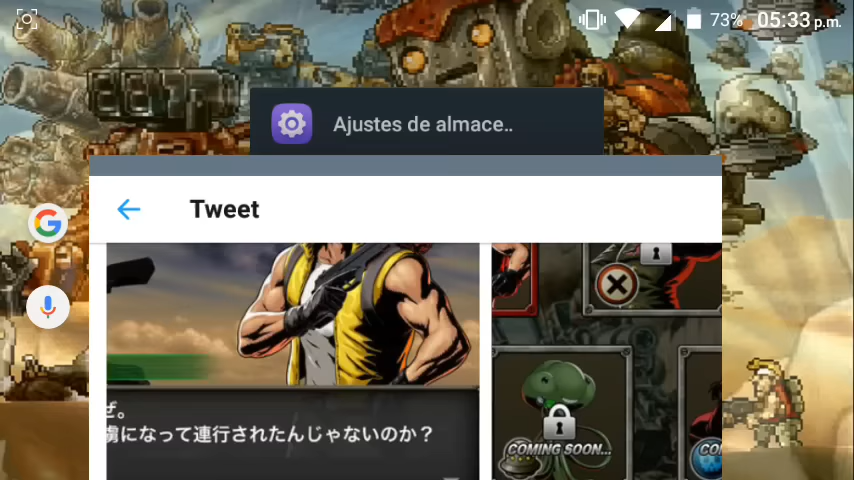 73%
05:33 p.m.
Ajustes de almace..
Tweet
ぜ。
虜になって連行されたんじゃないのか？
COMING SOON...